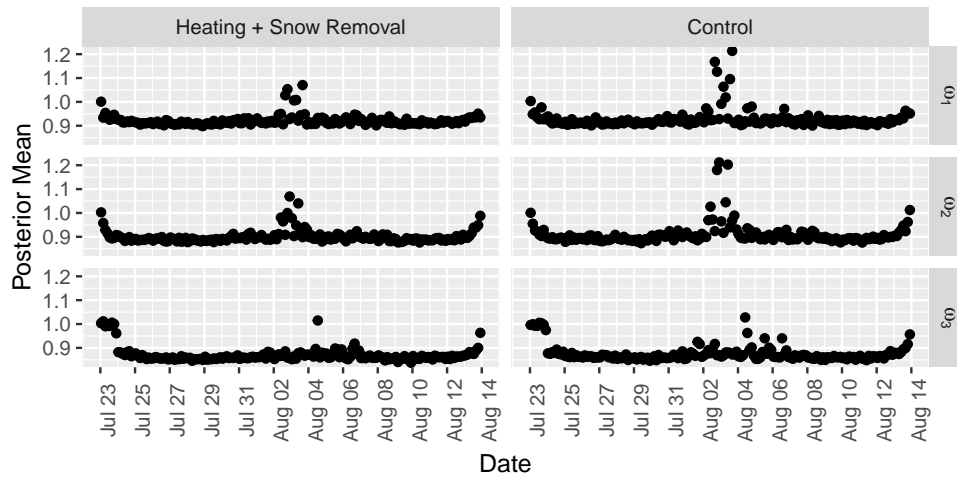 Heating + Snow Removal
Control
Posterior Mean
1.2
1.1
1.0
0.9
ω1
1.2
1.1
1.0
0.9
ω2
1.2
1.1
1.0
0.9
ω3
Jul 23
Jul 25
Jul 27
Jul 29
Jul 31
Aug 02
Aug 04
Aug 06
Aug 08
Aug 10
Aug 12
Aug 14
Jul 23
Jul 25
Jul 27
Jul 29
Jul 31
Aug 02
Aug 04
Aug 06
Aug 08
Aug 10
Aug 12
Aug 14
Date